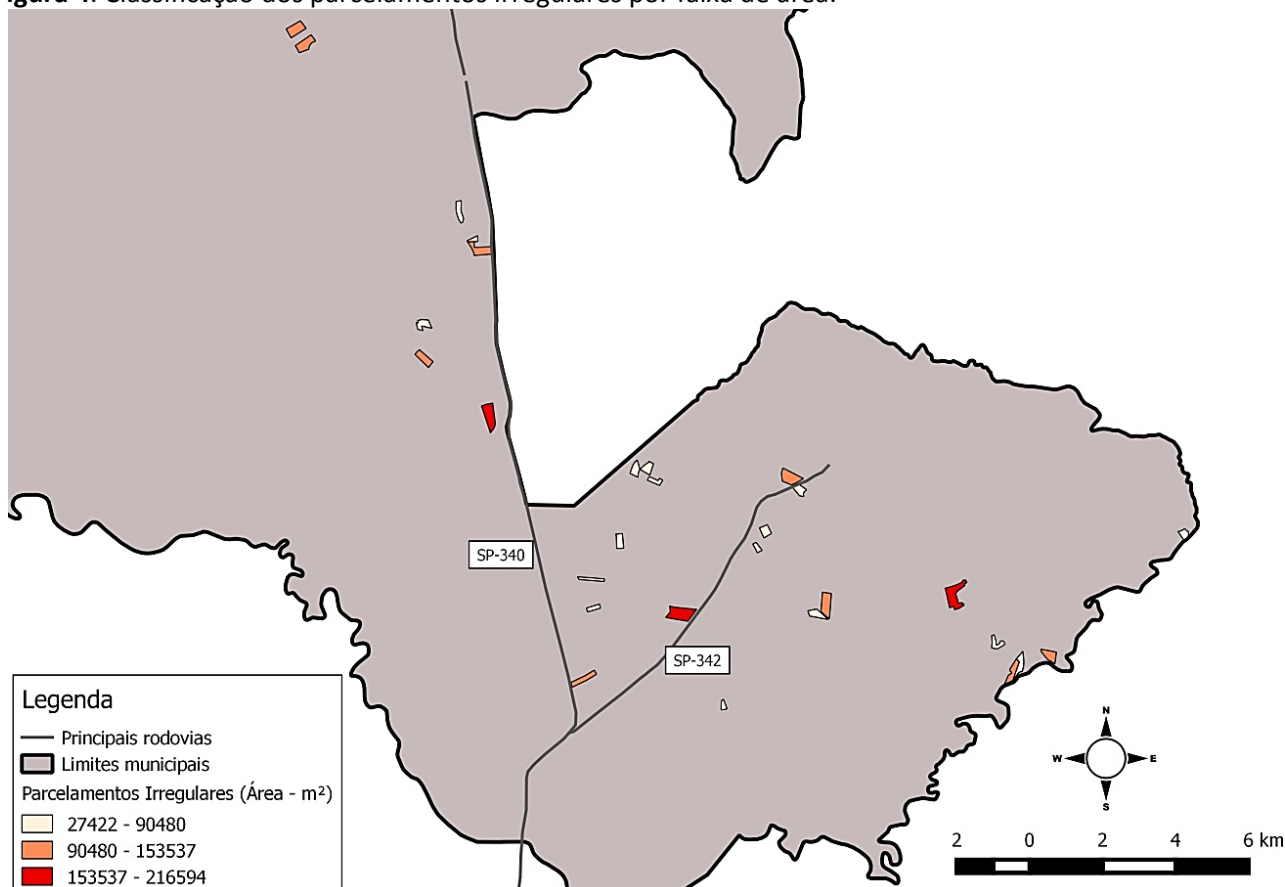 Classificação dos parcelamentos irregulares por faixa de área.
SP-340
SP-342
Legenda
Principais rodovias
Limites municipais
Parcelamentos Irregulares (Área - m²)
27422 - 90480
90480 - 153537
153537 - 216594
N
W E
S
2 0 2 4 6 km